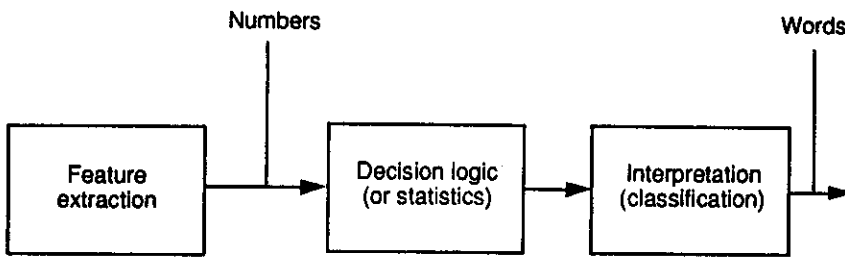 Numbers
Words
Feature
extraction
Decision logic
(or statistics)
Interpretation
(classification)